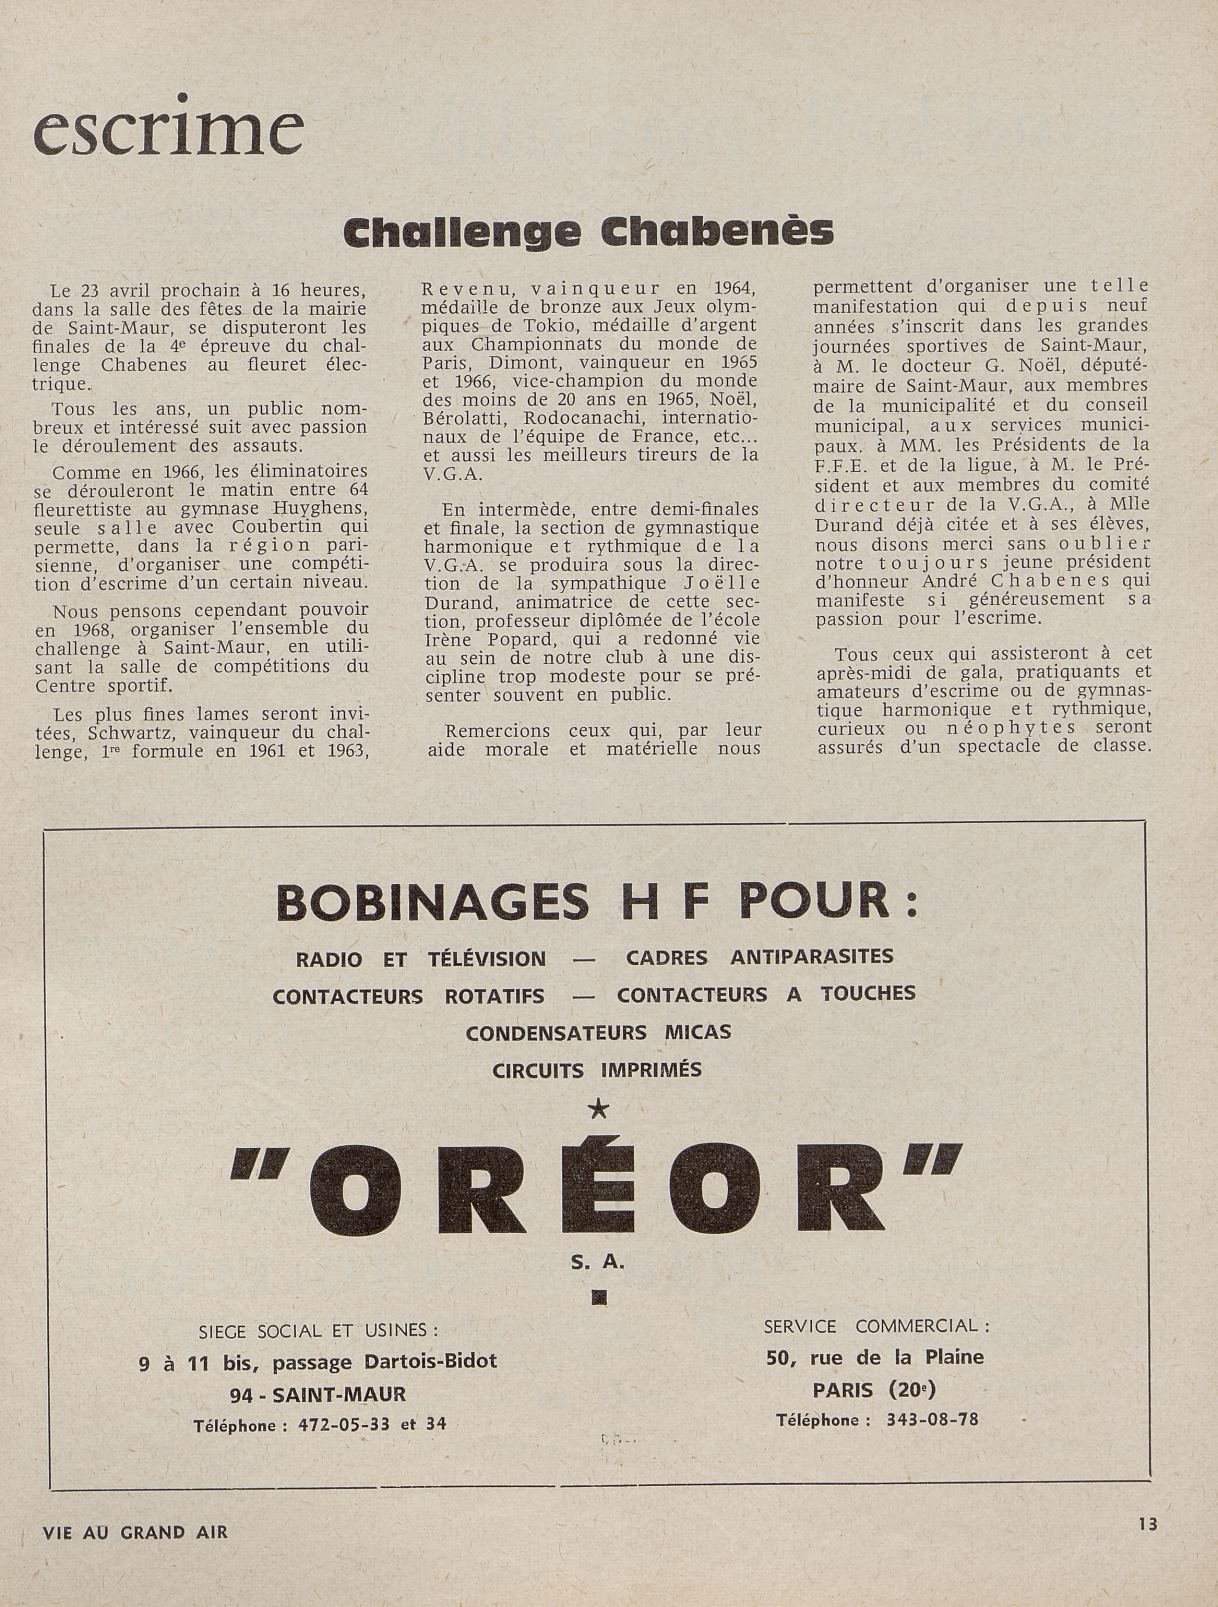 escrime
Challenge Chabenès
Le 23 avril prochain à 16 heures,
dans la salle des fêtes de la mairie
de Saint-Maur, se disputeront les
finales de la 4e épreuve du chal-
lenge Chabenes au fleuret élec-
trique.
Tous les ans, un public nom-
breux et intéressé suit avec passion
le déroulement des assauts.
Comme en 1966, les éliminatoires
se dérouleront le matin entre 64
fleurettiste au gymnase Huyghens,
seule salle avec Coubertin qui
permette, dans la région pari-
sienne, d'organiser une compéti-
tion d'escrime d'un certain niveau.
Nous pensons cependant pouvoir
en 1968, organiser l'ensemble du
challenge à Saint-Maur, en utili-
sant la salle de compétitions du
Centre sportif.
Les plus fines lames seront invi-
tées, Schwartz, vainqueur du chal-
lenge, 1re formule en 1961 et 1963,
Revenu, vainqueur en 1964,
médaille de bronze aux Jeux olym-
piques de Tokio, médaille d'argent
aux Championnats du monde de
Paris, Dimont, vainqueur en 1965
et 1966, vice-champion du monde
des moins de 20 ans en 1965, Noël,
Bérolatti, Rodocanachi, internatio-
naux de l'équipe de France, etc...
et aussi les meilleurs tireurs de la
V.G.A.
En intermède, entre demi-finales
et finale, la section de gymnastique
harmonique et rythmique de la
V.G.A. se produira sous la direc-
tion de la sympathique Joëlle
Durand, animatrice de cette sec-
tion, professeur diplômée de l'école
Irène Popard, qui a redonné vie
au sein de notre club à une dis-
cipline trop modeste pour se pré-
senter souvent en public.
Remercions ceux qui, par leur
aide morale et matérielle nous
permettent d'organiser une telle
manifestation qui depuis neuf
années s'inscrit dans les grandes
journées sportives de Saint-Maur,
à M. le docteur G. Noël, député-
maire de Saint-Maur, aux membres
de la municipalité et du conseil
municipal, aux services munici-
paux. à MM. les Présidents de la
F.F.E. et de la ligue, à M. le Pré-
sident et aux membres du comité
directeur de la V.G.A., à Mlle
Durand déjà citée et à ses élèves,
nous disons merci sans oublier
notre toujours jeune président
d'honneur André Chabenes qui
manifeste si généreusement sa
passion pour l'escrime.
Tous ceux qui assisteront à cet
après-midi de gala, pratiquants et
amateurs d'escrime ou de gymnas-
tique harmonique et rythmique,
curieux ou néophytes seront
assurés d'un spectacle de classe.
BOBINAGES H F POUR :
RADIO ET TÉLÉVISION — CADRES ANTIPARASITES
CONTACTEURS ROTATIFS — CONTACTEURS A TOUCHES
CONDENSATEURS MICAS
CIRCUITS IMPRIMÉS
"ORÉOR"
S. A.
SIEGE SOCIAL ET USINES :
9 à 11 bis, passage Dartois-Bidot
94 - SAINT-MAUR
Téléphone : 472-05-33 et 34
SERVICE COMMERCIAL :
50, rue de la Plaine
PARIS (20e)
Téléphone : 343-08-78
VIE AU GRAND AIR
13